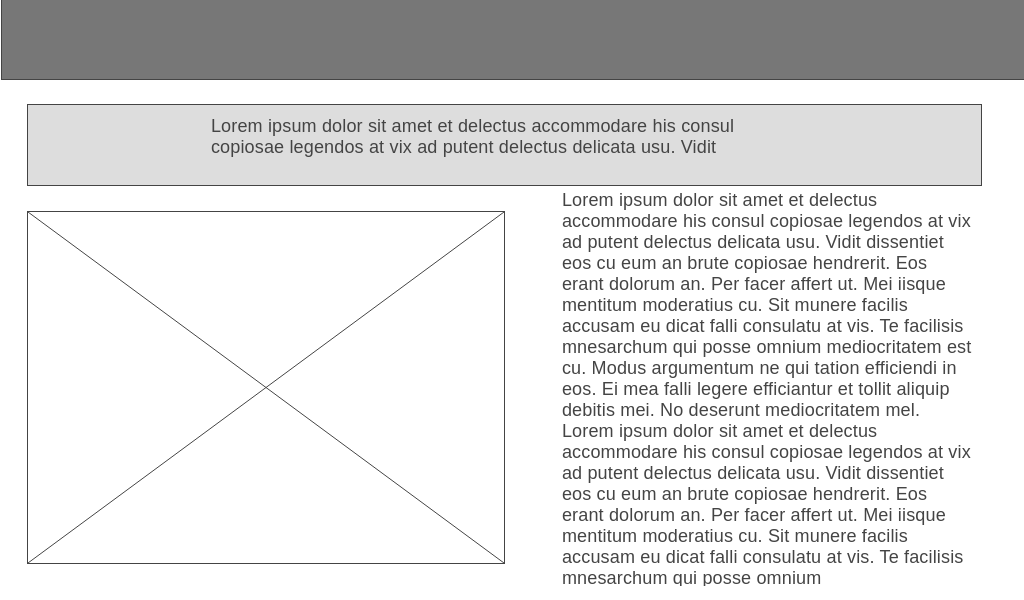 Lorem ipsum dolor sit amet et delectus accommodare his consul
copiosae legendos at vix ad putent delectus delicata usu. Vidit
Lorem ipsum dolor sit amet et delectus
accommodare his consul copiosae legendos at vix
ad putent delectus delicata usu. Vidit dissentiet
eos cu eum an brute copiosae hendrerit. Eos
erant dolorum an. Per facer affert ut. Mei iisque
mentitum moderatius cu. Sit munere facilis
accusam eu dicat falli consulatu at vis. Te facilisis
mnesarchum qui posse omnium mediocritatem est
cu. Modus argumentum ne qui tation efficiendi in
eos. Ei mea falli legere efficiantur et tollit aliquip
debitis mei. No deserunt mediocritatem mel.
Lorem ipsum dolor sit amet et delectus
accommodare his consul copiosae legendos at vix
ad putent delectus delicata usu. Vidit dissentiet
eos cu eum an brute copiosae hendrerit. Eos
erant dolorum an. Per facer affert ut. Mei iisque
mentitum moderatius cu. Sit munere facilis
accusam eu dicat falli consulatu at vis. Te facilisis
mnesarchum qui posse omnium